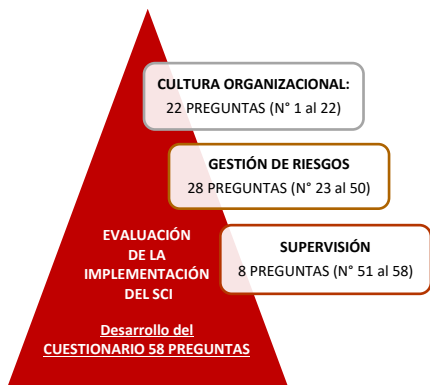 CULTURA ORGANIZACIONAL:
22 PREGUNTAS (N° 1 al 22)
GESTIÓN DE RIESGOS
28 PREGUNTAS (N° 23 al 50)
SUPERVISIÓN
8 PREGUNTAS (N° 51 al 58)
EVALUACIÓN
DE LA
IMPLEMENTACIÓN
DEL SCI
Desarrollo del
CUESTIONARIO 58 PREGUNTAS